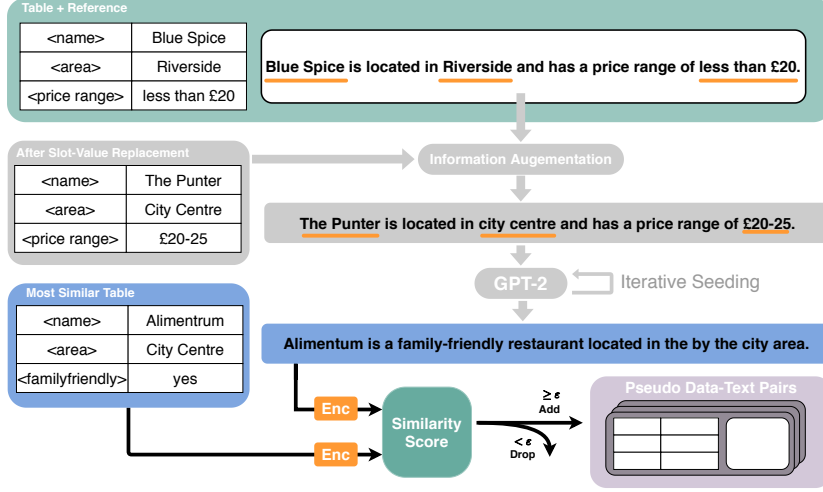 Table + Reference
<name> Blue Spice
<area> Riverside
<price range> less than £20
Blue Spice is located in Riverside and has a price range of less than £20.
After Slot-Value Replacement
<name> The Punter
<area> City Centre
<price range> £20-25
Information Augementation
The Punter is located in city centre and has a price range of £20-25.
GPT-2
Iterative Seeding
Most Similar Table
<name> Alimentrum
<area> City Centre
<familyfriendly> yes
Alimentum is a family-friendly restaurant located in the by the city area.
Enc
Enc
Similarity
Score
≥ ε
Add
< ε
Drop
Pseudo Data-Text Pairs